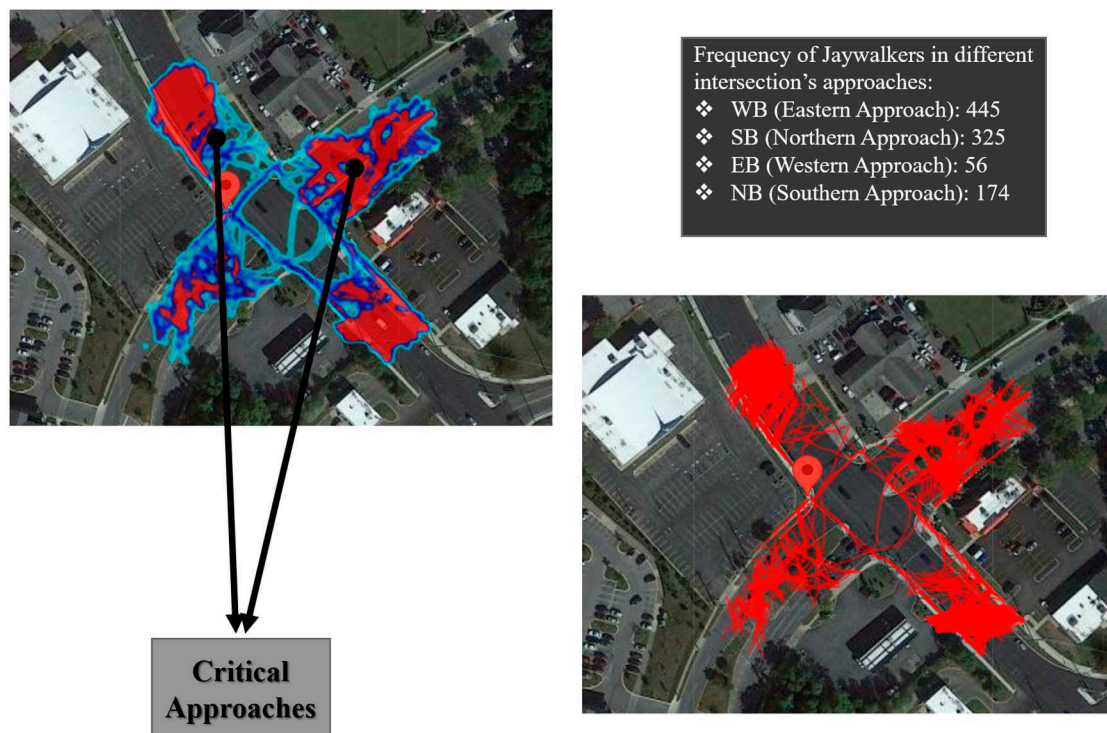 Frequency of Jaywalkers in different
intersection's approaches:
❖ WB (Eastern Approach): 445
❖ SB (Northern Approach): 325
❖ EB (Western Approach): 56
❖ NB (Southern Approach): 174
Critical
Approaches